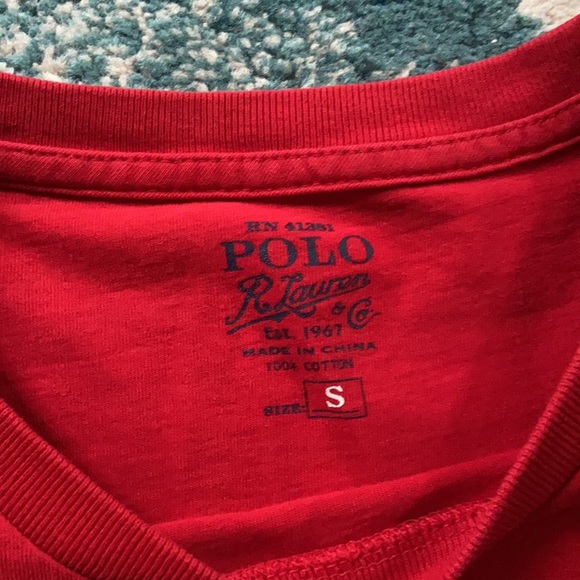 RN 41381
POLO
R. Lauren
& Co.
Est. 1967
MADE IN CHINA
100% COTTON
SIZE: S